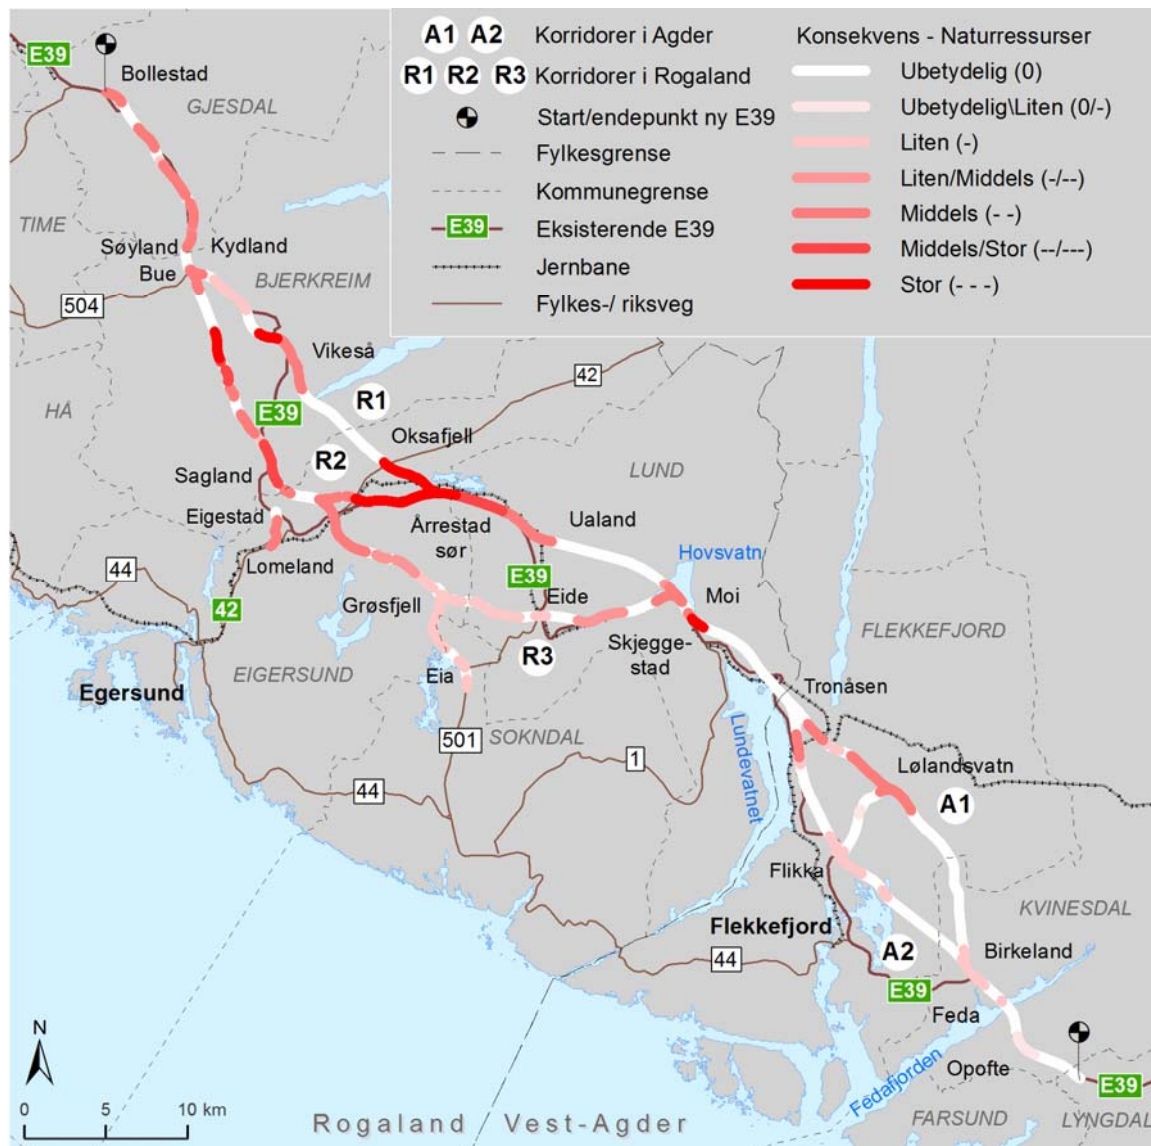 A1 A2 Korridorer i Agder
R1 R2 R3 Korridorer i Rogaland
Start/endepunkt ny E39
Fylkesgrense
Kommunegrense
E39 Eksisterende E39
Jernbane
Fylkes-/ riksveg
Konsekvens - Naturressurser
Ubetydelig (0)
Ubetydelig\Liten (0/-)
Liten (-)
Liten/Middels (-/--)
Middels (- -)
Middels/Stor (--/---)
Stor (- - -)
E39
Bollestad
GJESDAL
TIME
Søyland
Kydland
Bue
BJERKREIM
504
Vikeså
42
HÅ
E39
R1
Oksafjell
R2
LUND
Sagland
Eigestad
Årrestad
sør
Ualand
Hovsvatn
44
Lomeland
E39
Eide
Moi
42
Grøsfjell
FLEKKEFJORD
Skjegge-
stad
R3
EIGERSUND
Eia
Egersund
Tronåsen
501
SOKNDAL
1
Lundevatnet
Lølandsvatn
44
A1
Flikka
KVINESDAL
Flekkefjord
44
A2
Birkeland
E39
Feda
N
Opofte
Fedafjorden
E39
0 5 10 km
Rogaland Vest-Agder
FARSUND
LYNGDAL